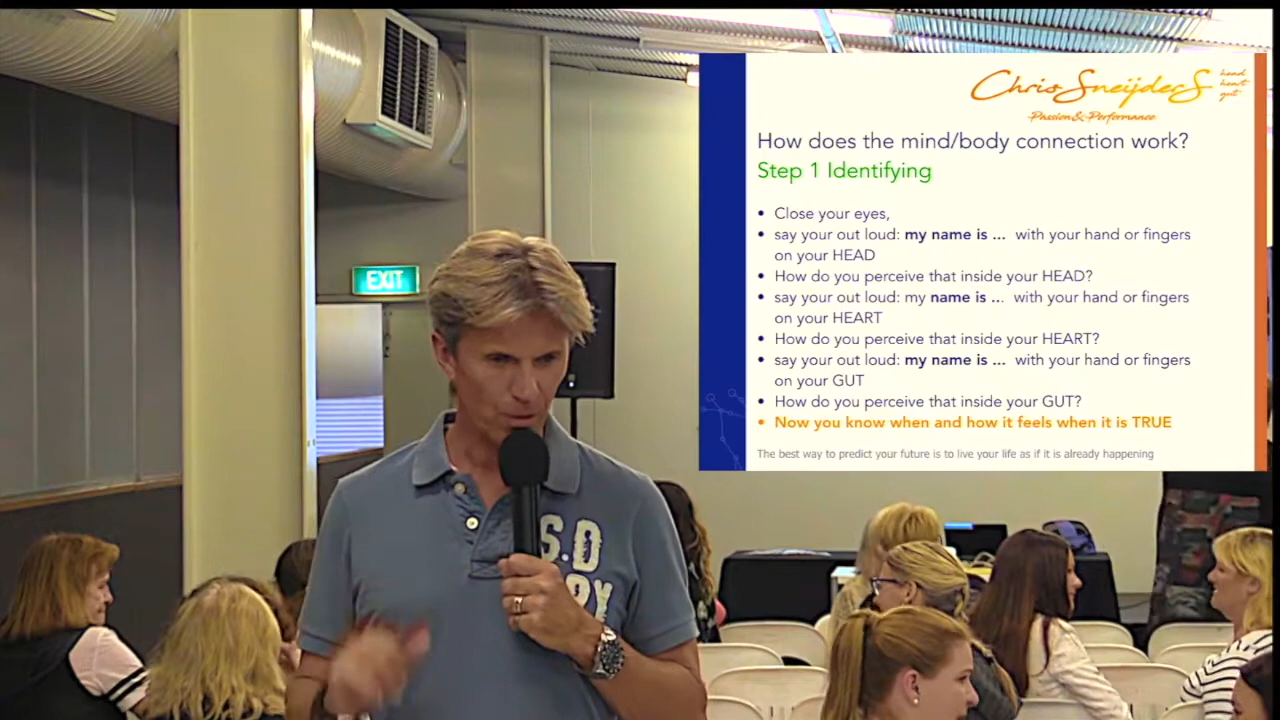 EXIT
Chris SneijderS
head
heart
gut
Passion & Performance
How does the mind/body connection work?
Step 1 Identifying
• Close your eyes,
• say your out loud: my name is ... with your hand or fingers
on your HEAD
• How do you perceive that inside your HEAD?
• say your out loud: my name is ... with your hand or fingers
on your HEART
• How do you perceive that inside your HEART?
• say your out loud: my name is ... with your hand or fingers
on your GUT
• How do you perceive that inside your GUT?
• Now you know when and how it feels when it is TRUE
The best way to predict your future is to live your life as if it is already happening
S.D